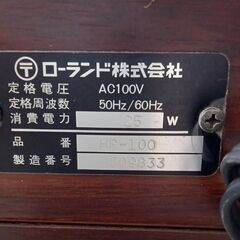 〒 ローランド株式会社
定格電圧 AC100V
定格周波数 50Hz/60Hz
消費電力 25 W
品番 HP-100
製造番号